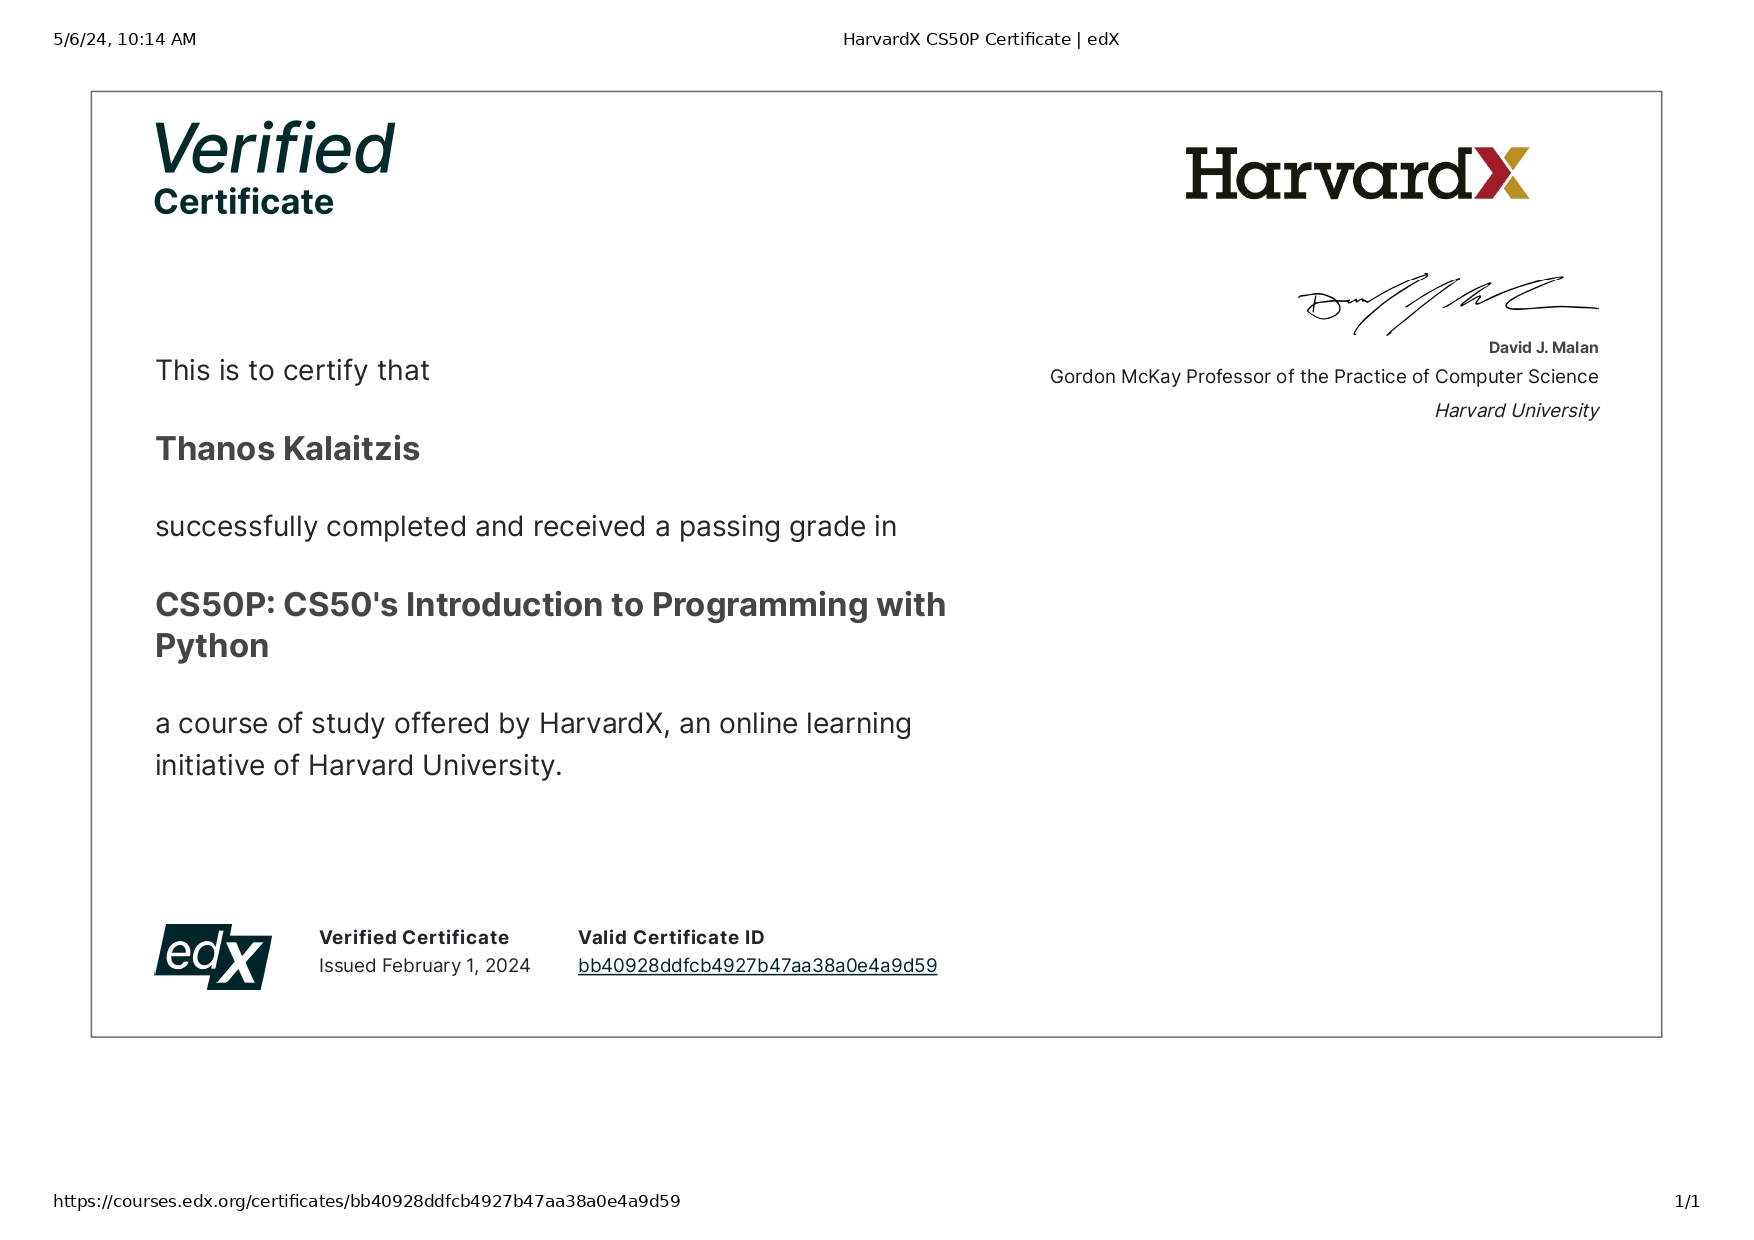 5/6/24, 10:14 AM
HarvardX CS50P Certificate | edX
Verified
Certificate
HarvardX
David J. Malan
Gordon McKay Professor of the Practice of Computer Science
Harvard University
This is to certify that
Thanos Kalaitzis
successfully completed and received a passing grade in
CS50P: CS50's Introduction to Programming with
Python
a course of study offered by HarvardX, an online learning
initiative of Harvard University.
edX
Verified Certificate
Issued February 1, 2024
Valid Certificate ID
bb40928ddfcb4927b47aa38a0e4a9d59
https://courses.edx.org/certificates/bb40928ddfcb4927b47aa38a0e4a9d59
1/1